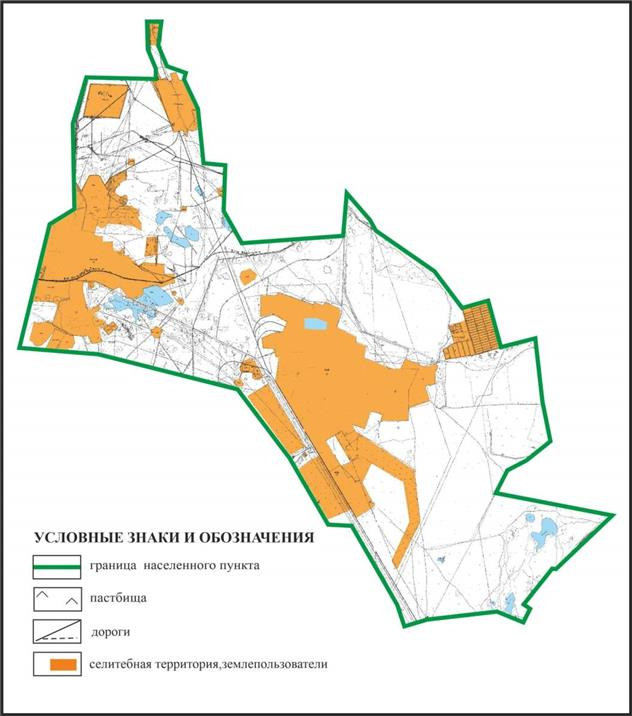 УСЛОВНЫЕ ЗНАКИ И ОБОЗНАЧЕНИЯ
граница населенного пункта
пастбища
дороги
селитебная территория,землепользователи